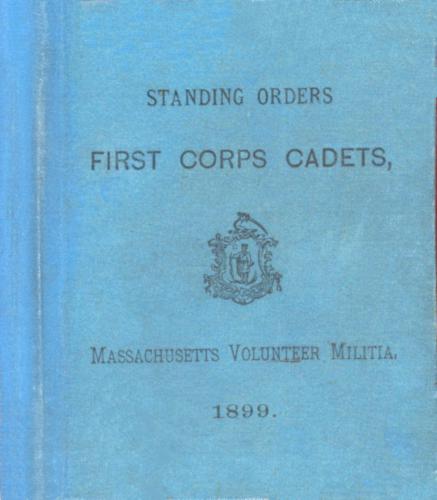 STANDING ORDERS
FIRST CORPS CADETS,
MASSACHUSETTS VOLUNTEER MILITIA.
1899.